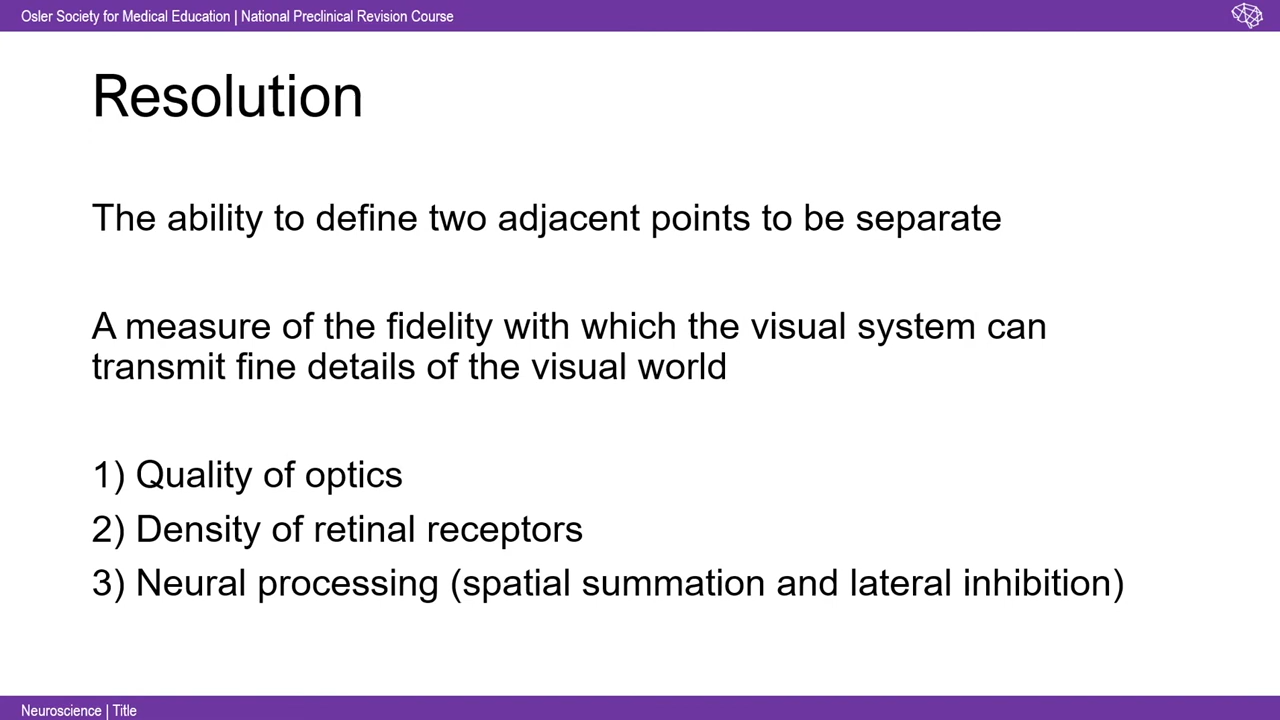 Osler Society for Medical Education | National Preclinical Revision Course
Resolution
The ability to define two adjacent points to be separate
A measure of the fidelity with which the visual system can
transmit fine details of the visual world
1) Quality of optics
2) Density of retinal receptors
3) Neural processing (spatial summation and lateral inhibition)
Neuroscience | Title